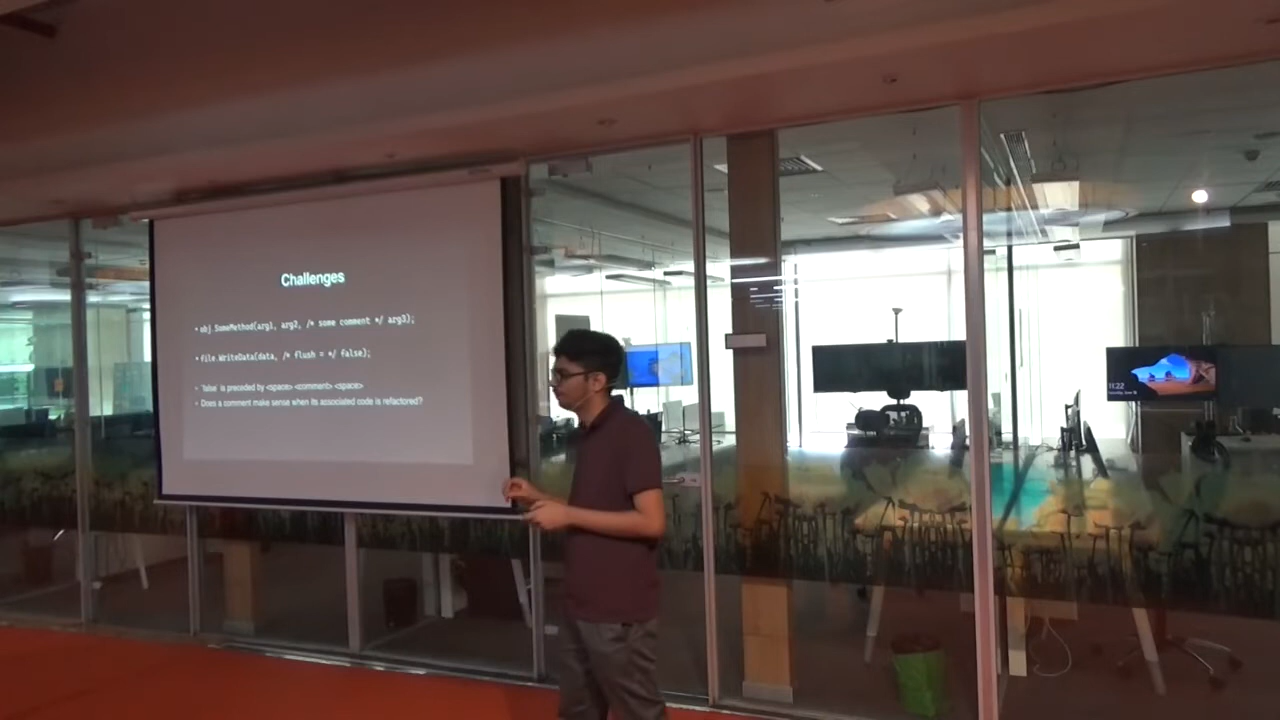 Challenges
• obj.SomeMethod(arg1, arg2, /* some comment */ arg3);
• file.WriteData(data, /* flush = */ false);
• 'false' is preceded by <space> <comment> <space>
• Does a comment make sense when its associated code is refactored?
11:22